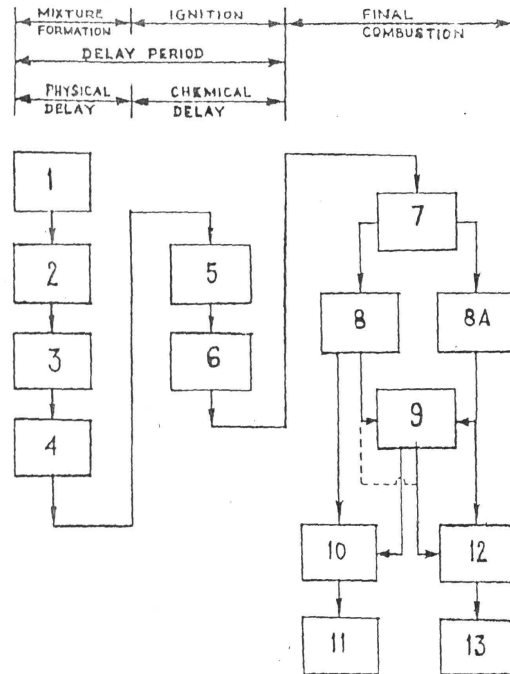 MIXTURE FORMATION
IGNITION
FINAL COMBUSTION
DELAY PERIOD
PHYSICAL DELAY
CHEMICAL DELAY
1
2
3
4
5
6
7
8
8A
9
10
12
11
13